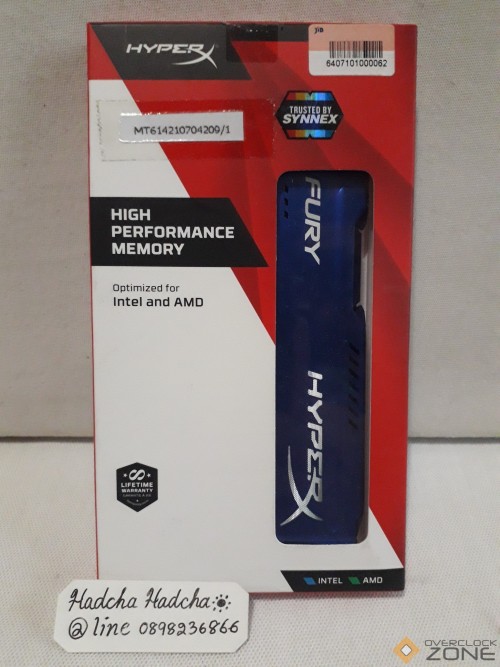 HYPERX
JIB
6407101000062
TRUSTED BY
SYNNEX
MT614210704209/1
HIGH
PERFORMANCE
MEMORY
Optimized for
Intel and AMD
FURY
HYPERX
LIFETIME
WARRANTY
INTEL AMD
Hadcha Hadcha
@line 0898236866
OVERCLOCK
ZONE